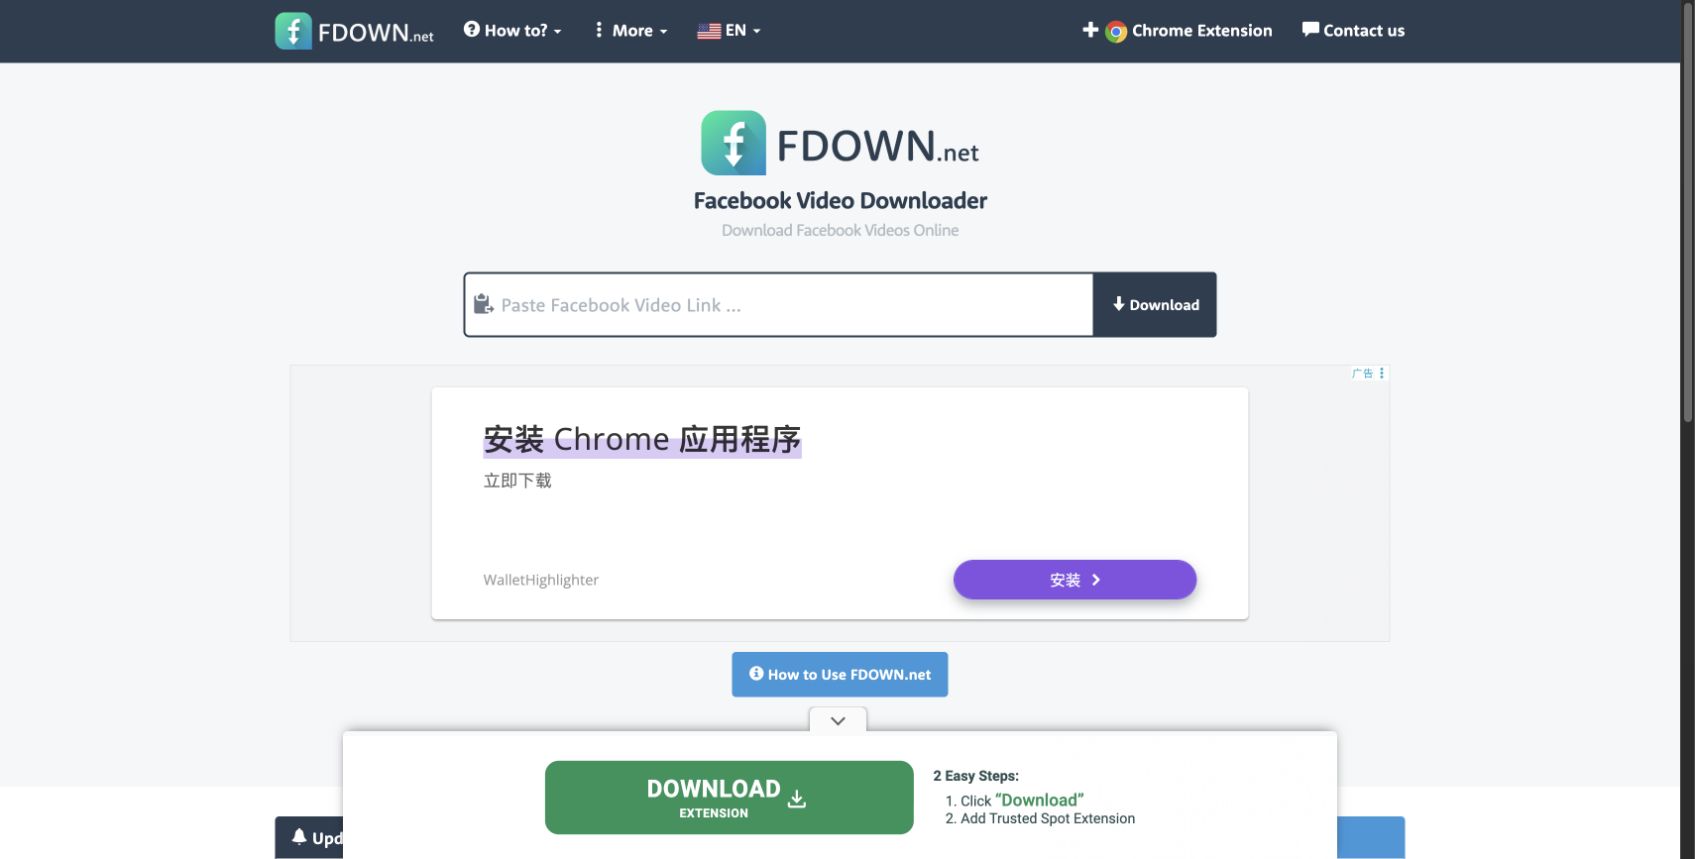 FDOWN.net
How to?
More
EN
Chrome Extension
Contact us
FDOWN.net
Facebook Video Downloader
Download Facebook Videos Online
Paste Facebook Video Link ...
Download
广告
安装 Chrome 应用程序
立即下载
WalletHighlighter
安装
How to Use FDOWN.net
DOWNLOAD
EXTENSION
2 Easy Steps:
1. Click “Download”
2. Add Trusted Spot Extension